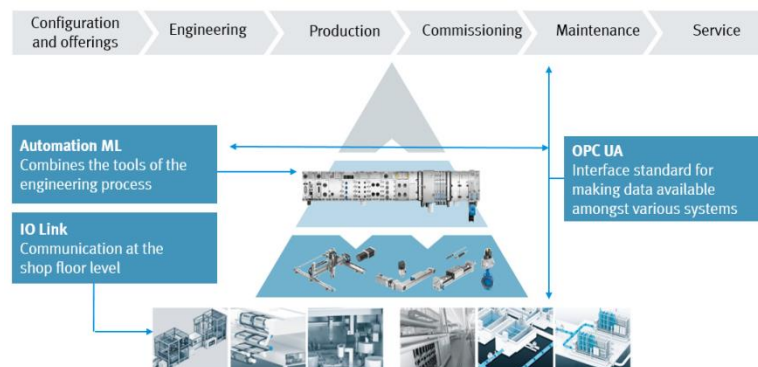 Configuration
and offerings
Engineering
Production
Commissioning
Maintenance
Service
Automation ML
Combines the tools of the
engineering process
OPC UA
Interface standard for
making data available
amongst various systems
IO Link
Communication at the
shop floor level